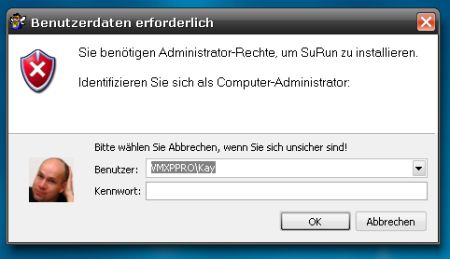 Benutzerdaten erforderlich
Sie benötigen Administrator-Rechte, um SuRun zu installieren.
Identifizieren Sie sich als Computer-Administrator:
Bitte wählen Sie Abbrechen, wenn Sie sich unsicher sind!
Benutzer: VMXPPRO\Kay
Kennwort:
OK Abbrechen